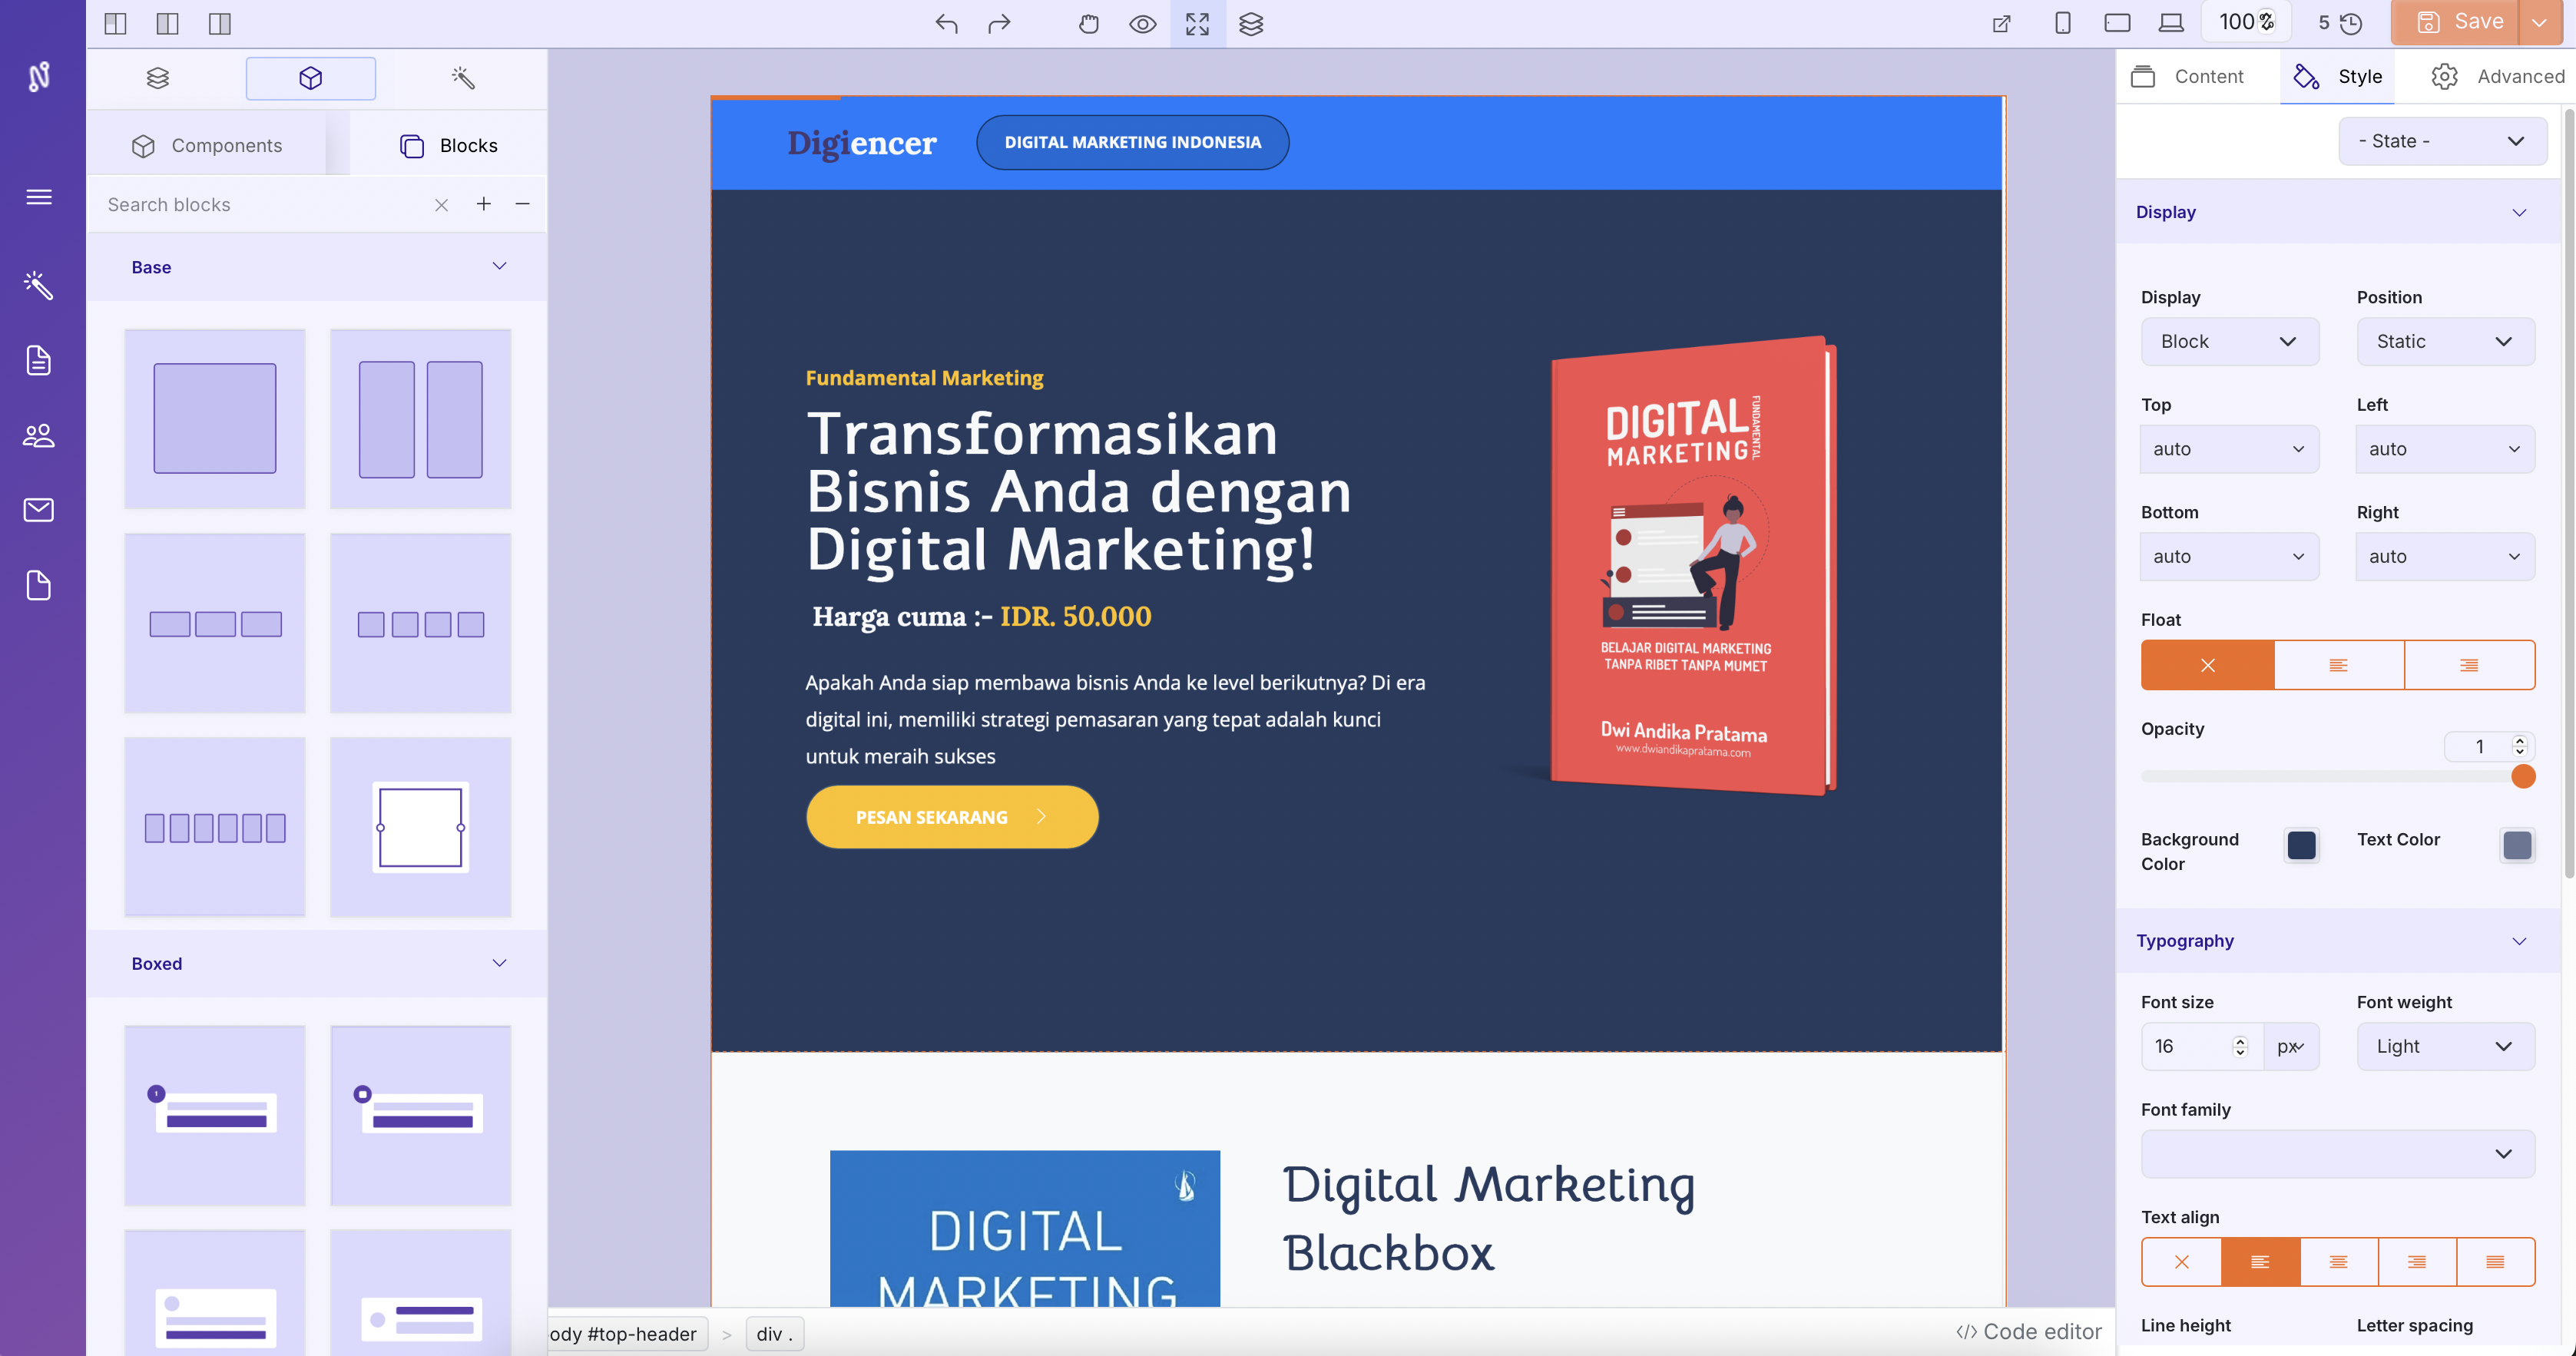 100%
5
Save
Content
Style
Advanced
Components
Blocks
Search blocks
Base
Boxed
Digiencer
DIGITAL MARKETING INDONESIA
Fundamental Marketing
Transformasikan
Bisnis Anda dengan
Digital Marketing!
Harga cuma :- IDR. 50.000
Apakah Anda siap membawa bisnis Anda ke level berikutnya? Di era
digital ini, memiliki strategi pemasaran yang tepat adalah kunci
untuk meraih sukses
PESAN SEKARANG
DIGITAL
MARKETING
FUNDAMENTAL
BELAJAR DIGITAL MARKETING
TANPA RIBET TANPA MUMET
Dwi Andika Pratama
www.dwiandikapratama.com
DIGITAL
MARKETING
Digital Marketing
Blackbox
ody #top-header
>
div .
</> Code editor
- State -
Display
Display
Position
Block
Static
Top
Left
auto
auto
Bottom
Right
auto
auto
Float
Opacity
1
Background
Color
Text Color
Typography
Font size
Font weight
16
px
Light
Font family
Text align
Line height
Letter spacing